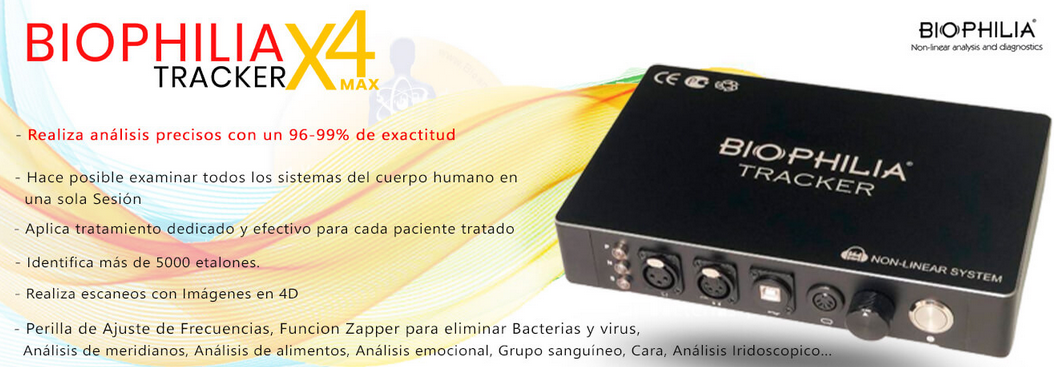 BIOPHILIA X4
TRACKER MAX
BIOPHILIA®
Non-linear analysis and diagnostics
- Realiza análisis precisos con un 96-99% de exactitud
- Hace posible examinar todos los sistemas del cuerpo humano en
una sola Sesión
- Aplica tratamiento dedicado y efectivo para cada paciente tratado
- Identifica más de 5000 etalones.
- Realiza escaneos con Imágenes en 4D
- Perilla de Ajuste de Frecuencias, Funcion Zapper para eliminar Bacterias y virus,
Análisis de meridianos, Análisis de alimentos, Análisis emocional, Grupo sanguíneo, Cara, Análisis Iridoscopico...
CE
BIOPHILIA®
TRACKER
NON-LINEAR SYSTEM